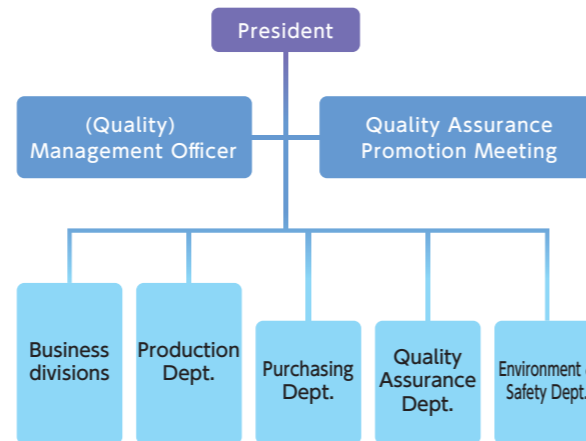 President
(Quality)
Management Officer
Quality Assurance
Promotion Meeting
Business
divisions
Production
Dept.
Purchasing
Dept.
Quality
Assurance
Dept.
Environment &
Safety Dept.